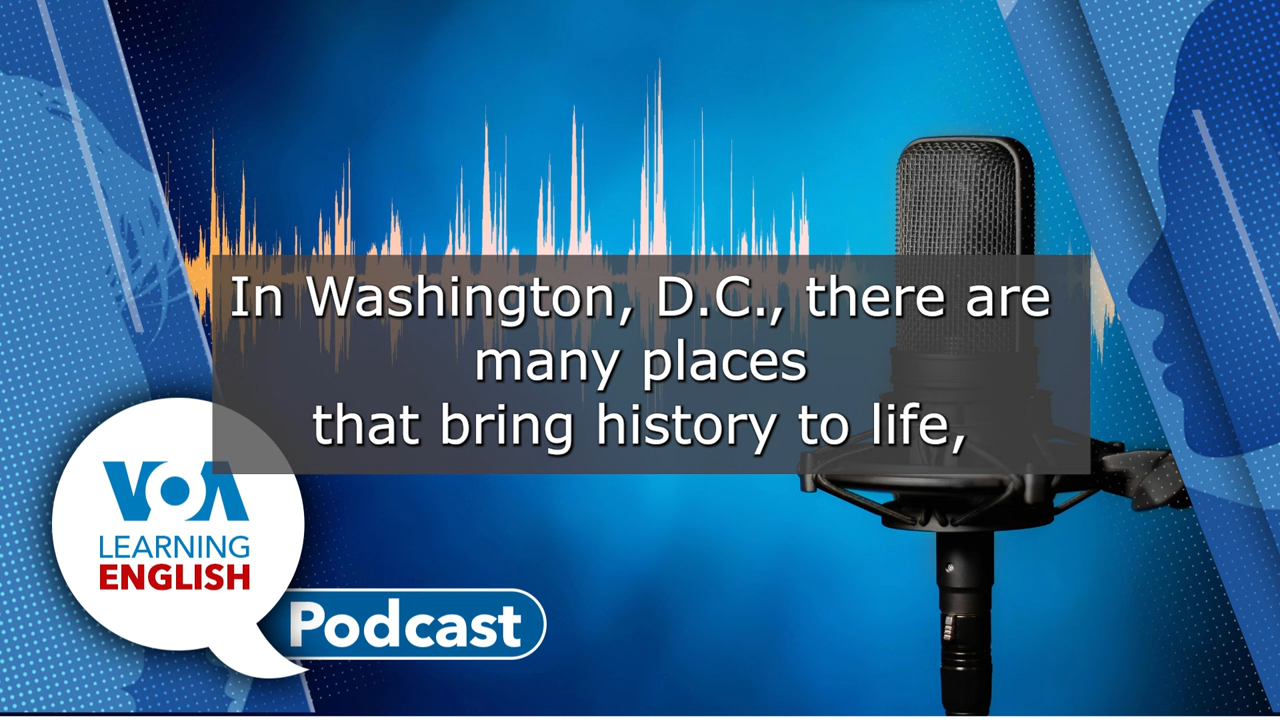 In Washington, D.C., there are
many places
that bring history to life,
VOA
LEARNING
ENGLISH
Podcast